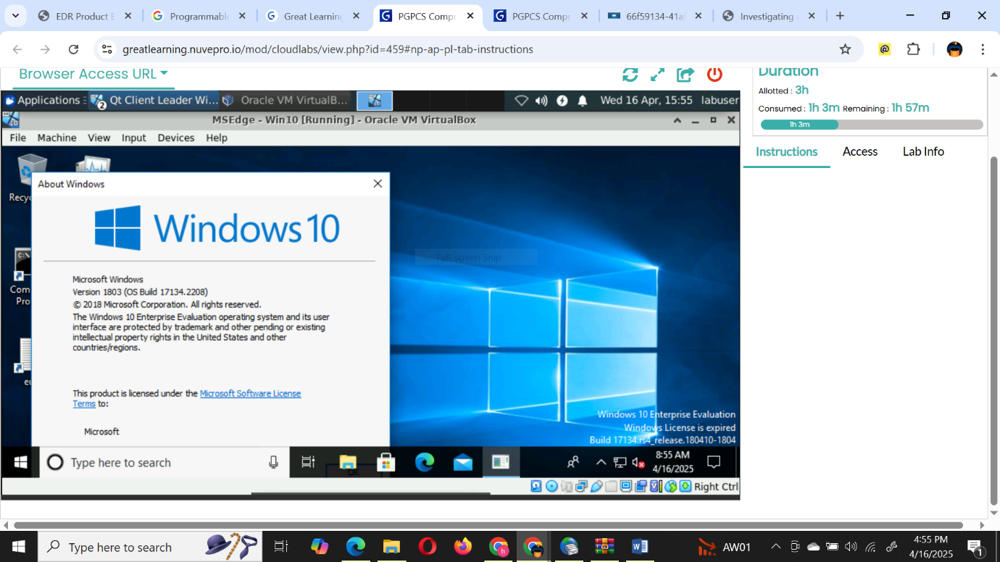 EDR Product E
Programmabl
Great Learning
PGPCS Compr
PGPCS Compr
66f59134-41a
Investigating
greatlearning.nuvepro.io/mod/cloudlabs/view.php?id=459#np-ap-pl-tab-instructions
Browser Access URL
Duration
Allotted : 3h
Consumed : 1h 3m Remaining : 1h 57m
1h 3m
Instructions Access Lab Info
Applications
Qt Client Leader Wi...
Oracle VM VirtualB...
Wed 16 Apr, 15:55 labuser
MSEdge - Win10 [Running] - Oracle VM VirtualBox
File Machine View Input Devices Help
Recyc
Com
Pro
eu
About Windows
Windows 10
Microsoft Windows
Version 1803 (OS Build 17134.2208)
© 2018 Microsoft Corporation. All rights reserved.
The Windows 10 Enterprise Evaluation operating system and its user
interface are protected by trademark and other pending or existing
intellectual property rights in the United States and other
countries/regions.
This product is licensed under the Microsoft Software License
Terms to:
Microsoft
OK
Full-screen Snip
Windows 10 Enterprise Evaluation
Windows License is expired
Build 17134.rs4_release.180410-1804
Type here to search
8:55 AM
4/16/2025
Right Ctrl
Type here to search
AW01
4:55 PM
4/16/2025
1